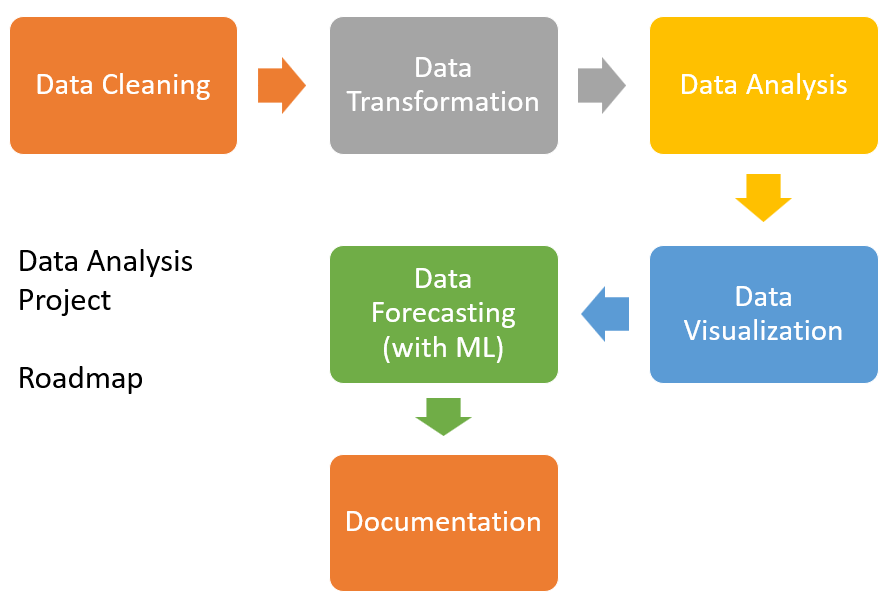 Data Cleaning
Data
Transformation
Data Analysis
Data Analysis
Project
Roadmap
Data
Forecasting
(with ML)
Data
Visualization
Documentation